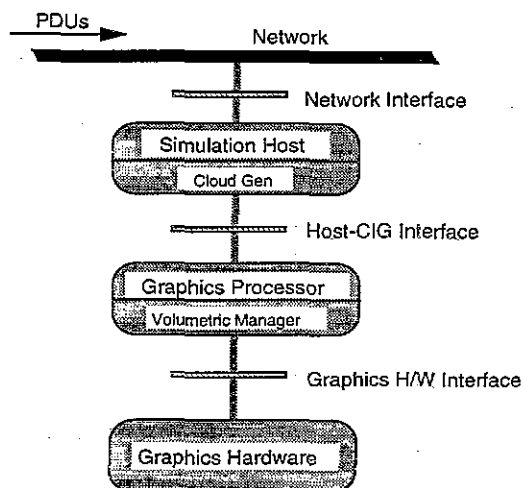 PDUs
Network
Network Interface
Simulation Host
Cloud Gen
Host-CIG Interface
Graphics Processor
Volumetric Manager
Graphics H/W Interface
Graphics Hardware